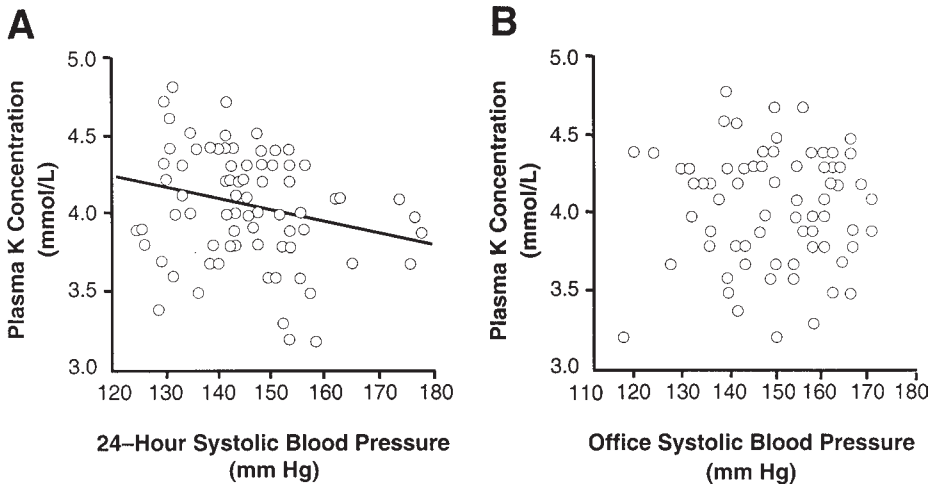 A
Plasma K Concentration
(mmol/L)
5.0
4.5
4.0
3.5
3.0
120 130 140 150 160 170 180
24–Hour Systolic Blood Pressure
(mm Hg)
B
Plasma K Concentration
(mmol/L)
5.0
4.5
4.0
3.5
3.0
110 120 130 140 150 160 170 180
Office Systolic Blood Pressure
(mm Hg)